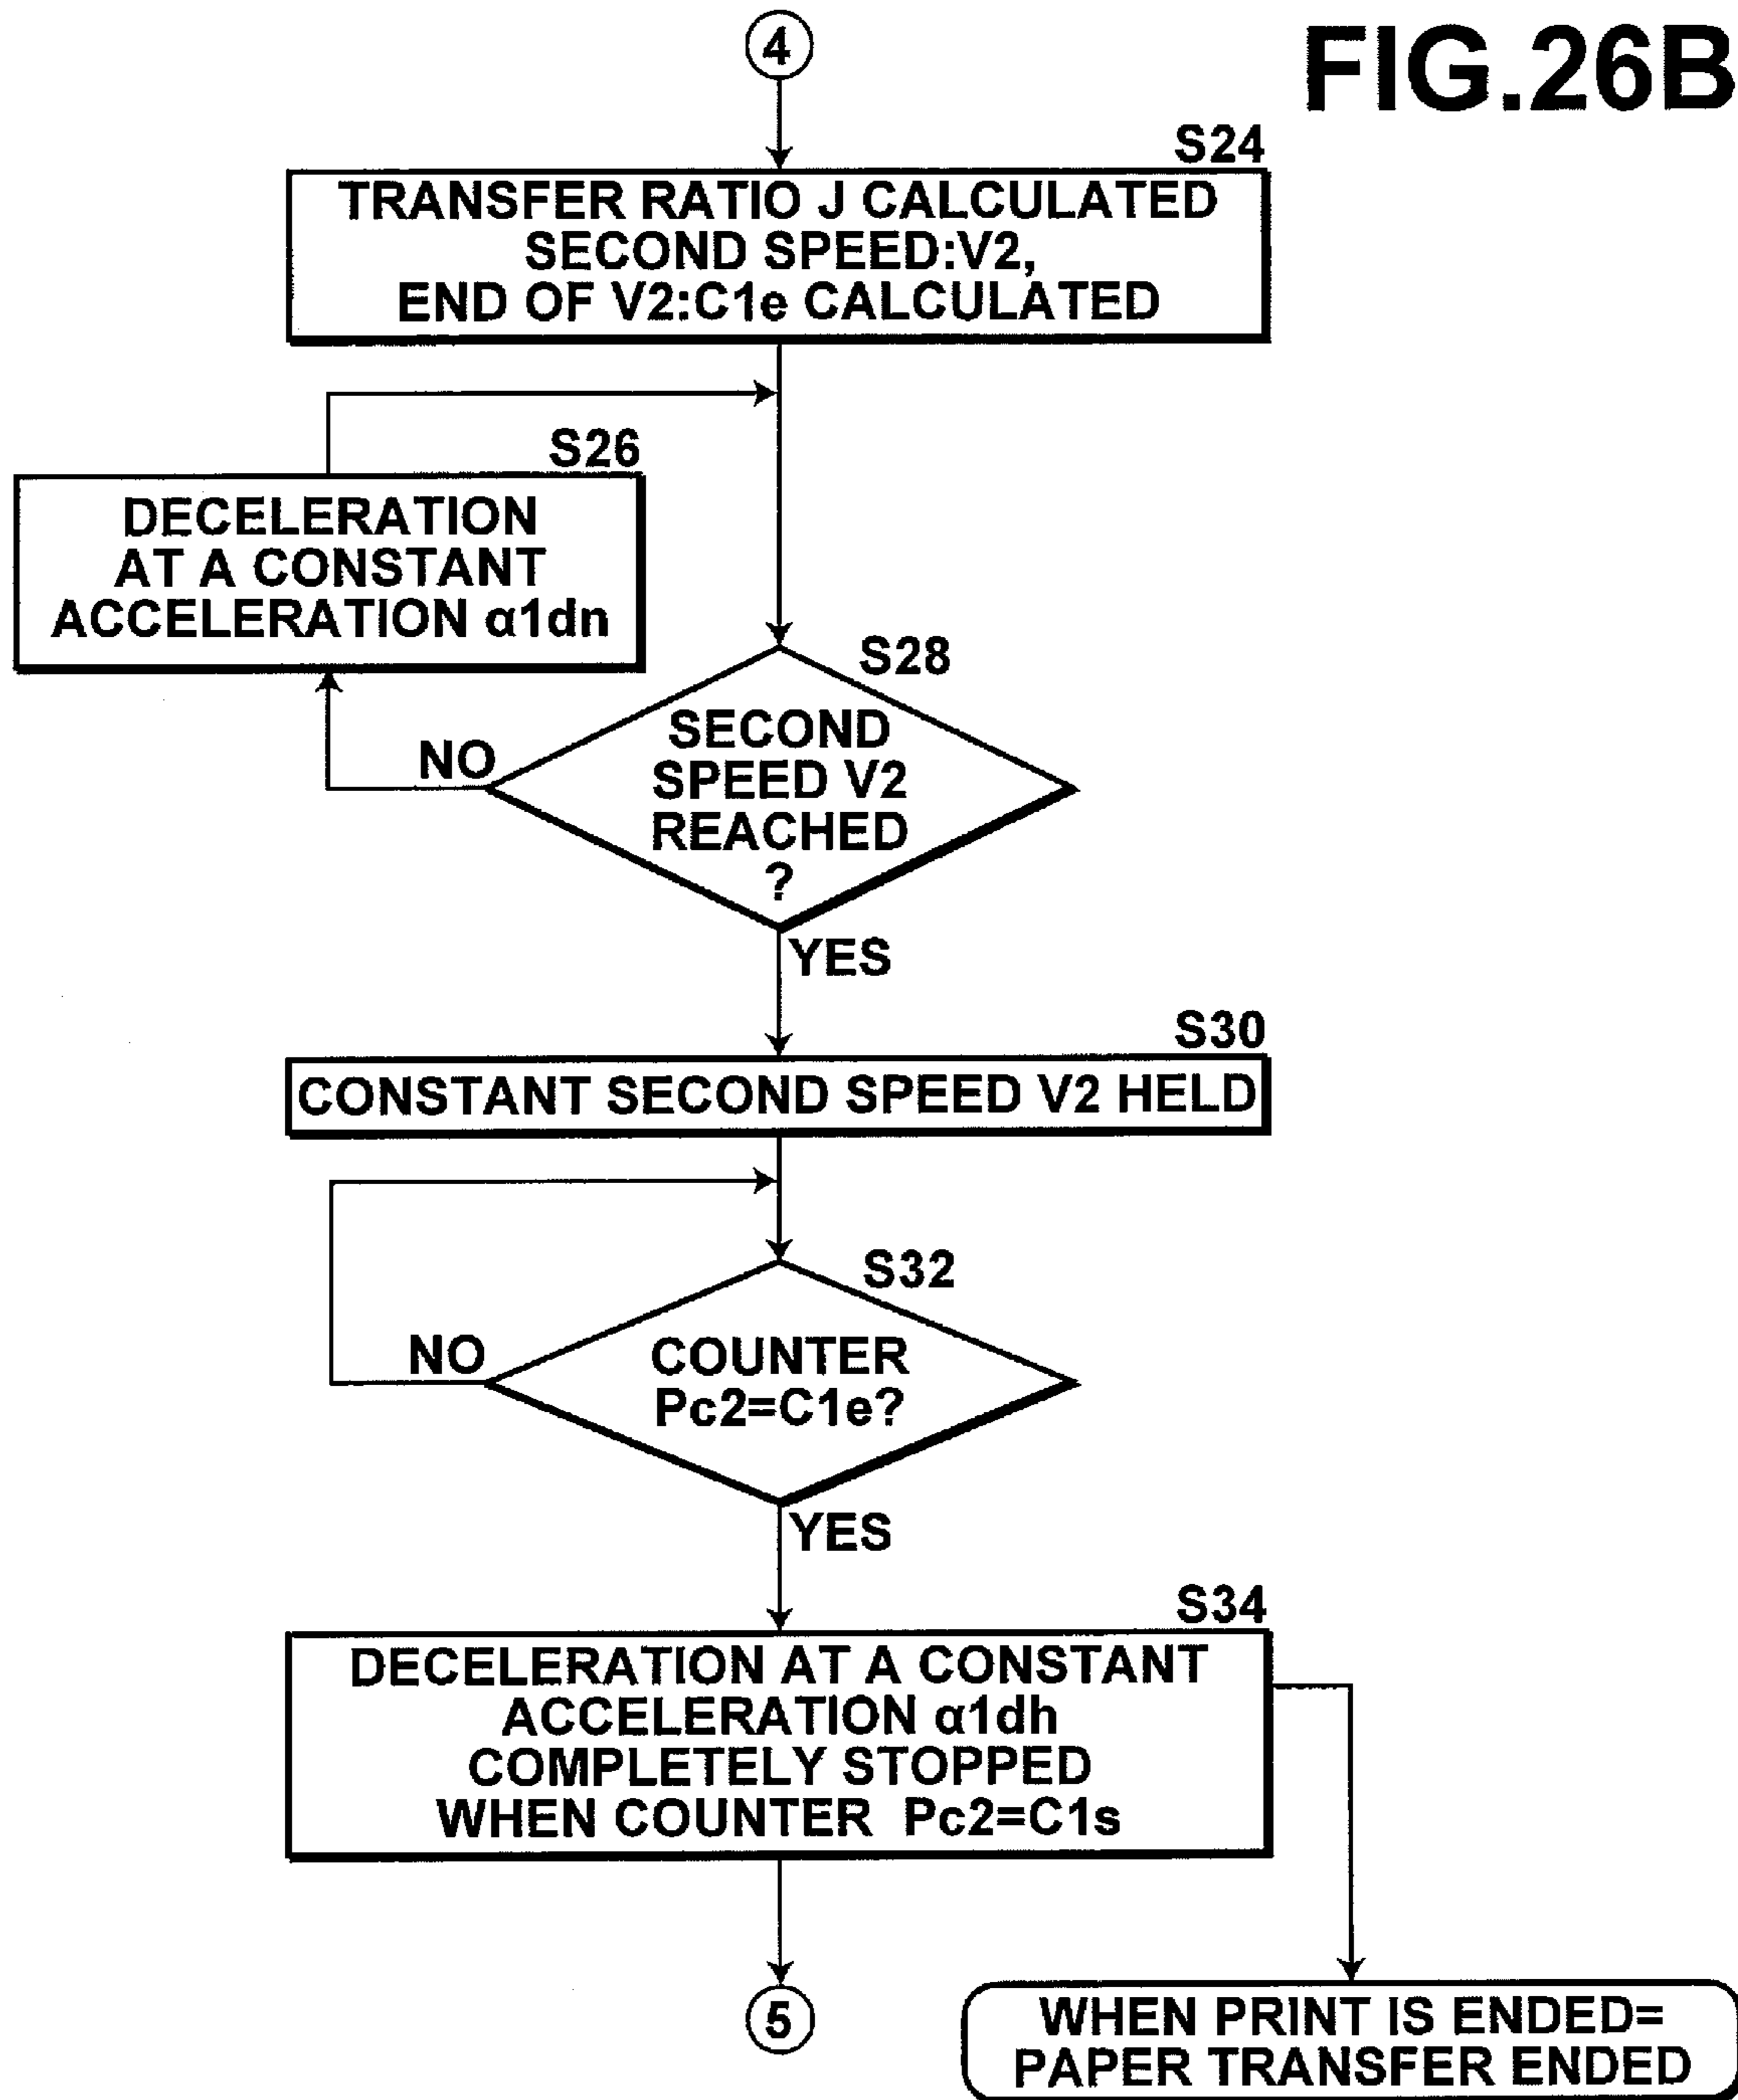 FIG.26B
4
S24
TRANSFER RATIO J CALCULATED
SECOND SPEED:V2,
END OF V2:C1e CALCULATED
S26
DECELERATION
AT A CONSTANT
ACCELERATION α1dn
S28
SECOND
SPEED V2
REACHED
?
NO
YES
S30
CONSTANT SECOND SPEED V2 HELD
S32
COUNTER
Pc2=C1e?
NO
YES
S34
DECELERATION AT A CONSTANT
ACCELERATION α1dh
COMPLETELY STOPPED
WHEN COUNTER Pc2=C1s
5
WHEN PRINT IS ENDED=
PAPER TRANSFER ENDED